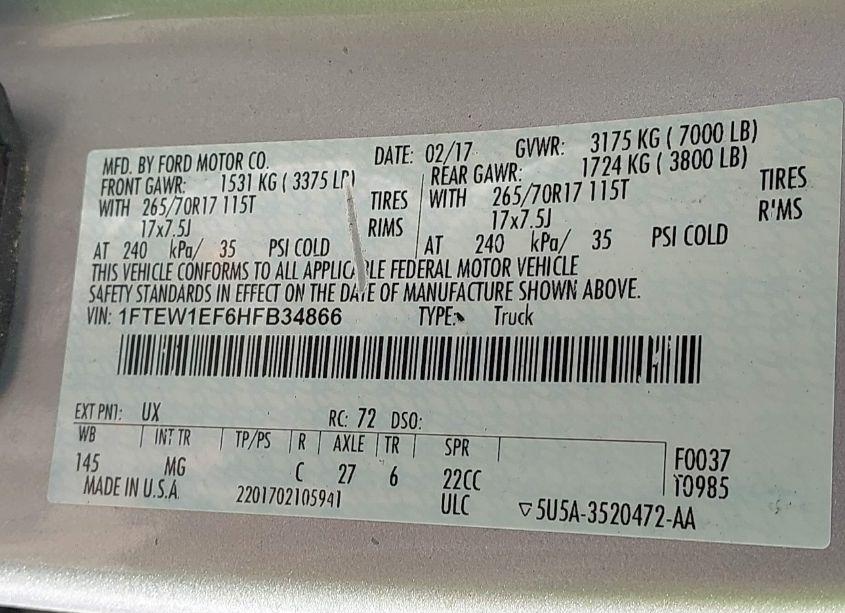 MFD. BY FORD MOTOR CO. DATE: 02/17 GVWR: 3175 KG ( 7000 LB)
FRONT GAWR: 1531 KG ( 3375 LB) REAR GAWR: 1724 KG ( 3800 LB)
WITH 265/70R17 115T TIRES WITH 265/70R17 115T TIRES
17x7.5J RIMS 17x7.5J RIMS
AT 240 kPa/ 35 PSI COLD AT 240 kPa/ 35 PSI COLD
THIS VEHICLE CONFORMS TO ALL APPLICABLE FEDERAL MOTOR VEHICLE
SAFETY STANDARDS IN EFFECT ON THE DATE OF MANUFACTURE SHOWN ABOVE.
VIN: 1FTEW1EF6HFB34866 TYPE: Truck
EXT PNT: UX RC: 72 DSO:
WB INT TR TP/PS R AXLE TR SPR
145 MG C 27 6 22CC
F0037
T0985
MADE IN U.S.A. 2201702105941 ULC
▽5U5A-3520472-AA